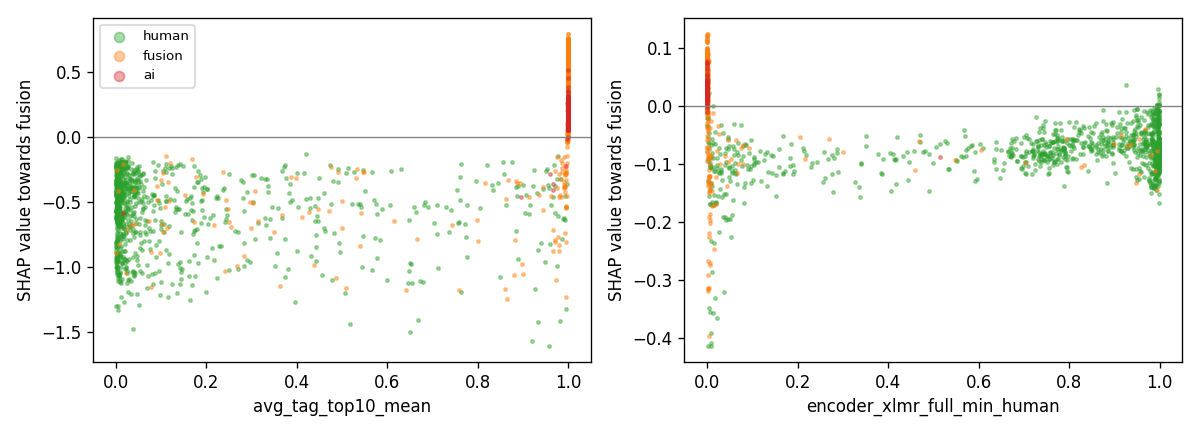 human
fusion
ai
SHAP value towards fusion
0.5
0.0
−0.5
−1.0
−1.5
0.0 0.2 0.4 0.6 0.8 1.0
avg_tag_top10_mean
SHAP value towards fusion
0.1
0.0
−0.1
−0.2
−0.3
−0.4
0.0 0.2 0.4 0.6 0.8 1.0
encoder_xlmr_full_min_human